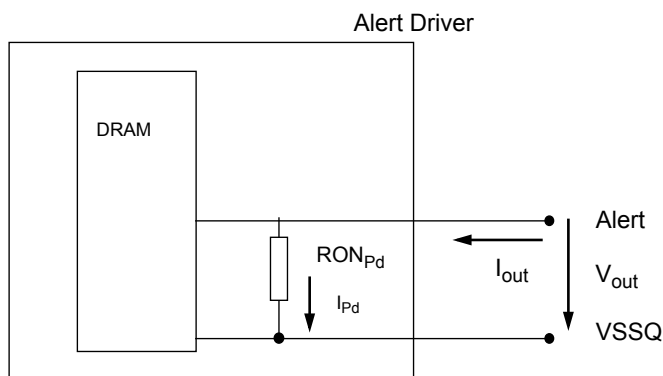 Alert Driver
DRAM
Alert
RON_Pd
I_out
V_out
I_Pd
VSSQ